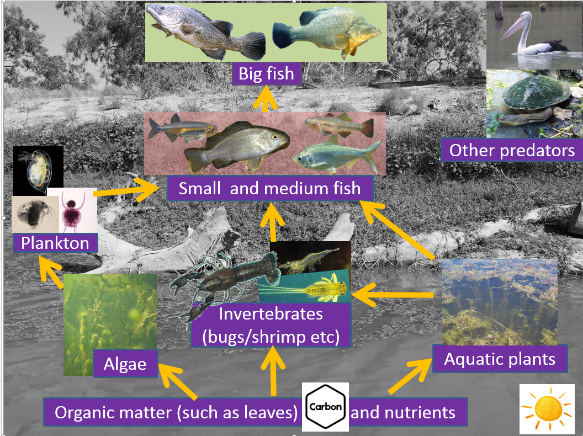 Big fish
Other predators
Small and medium fish
Plankton
Invertebrates
(bugs/shrimp etc)
Algae
Aquatic plants
Organic matter (such as leaves) Carbon and nutrients